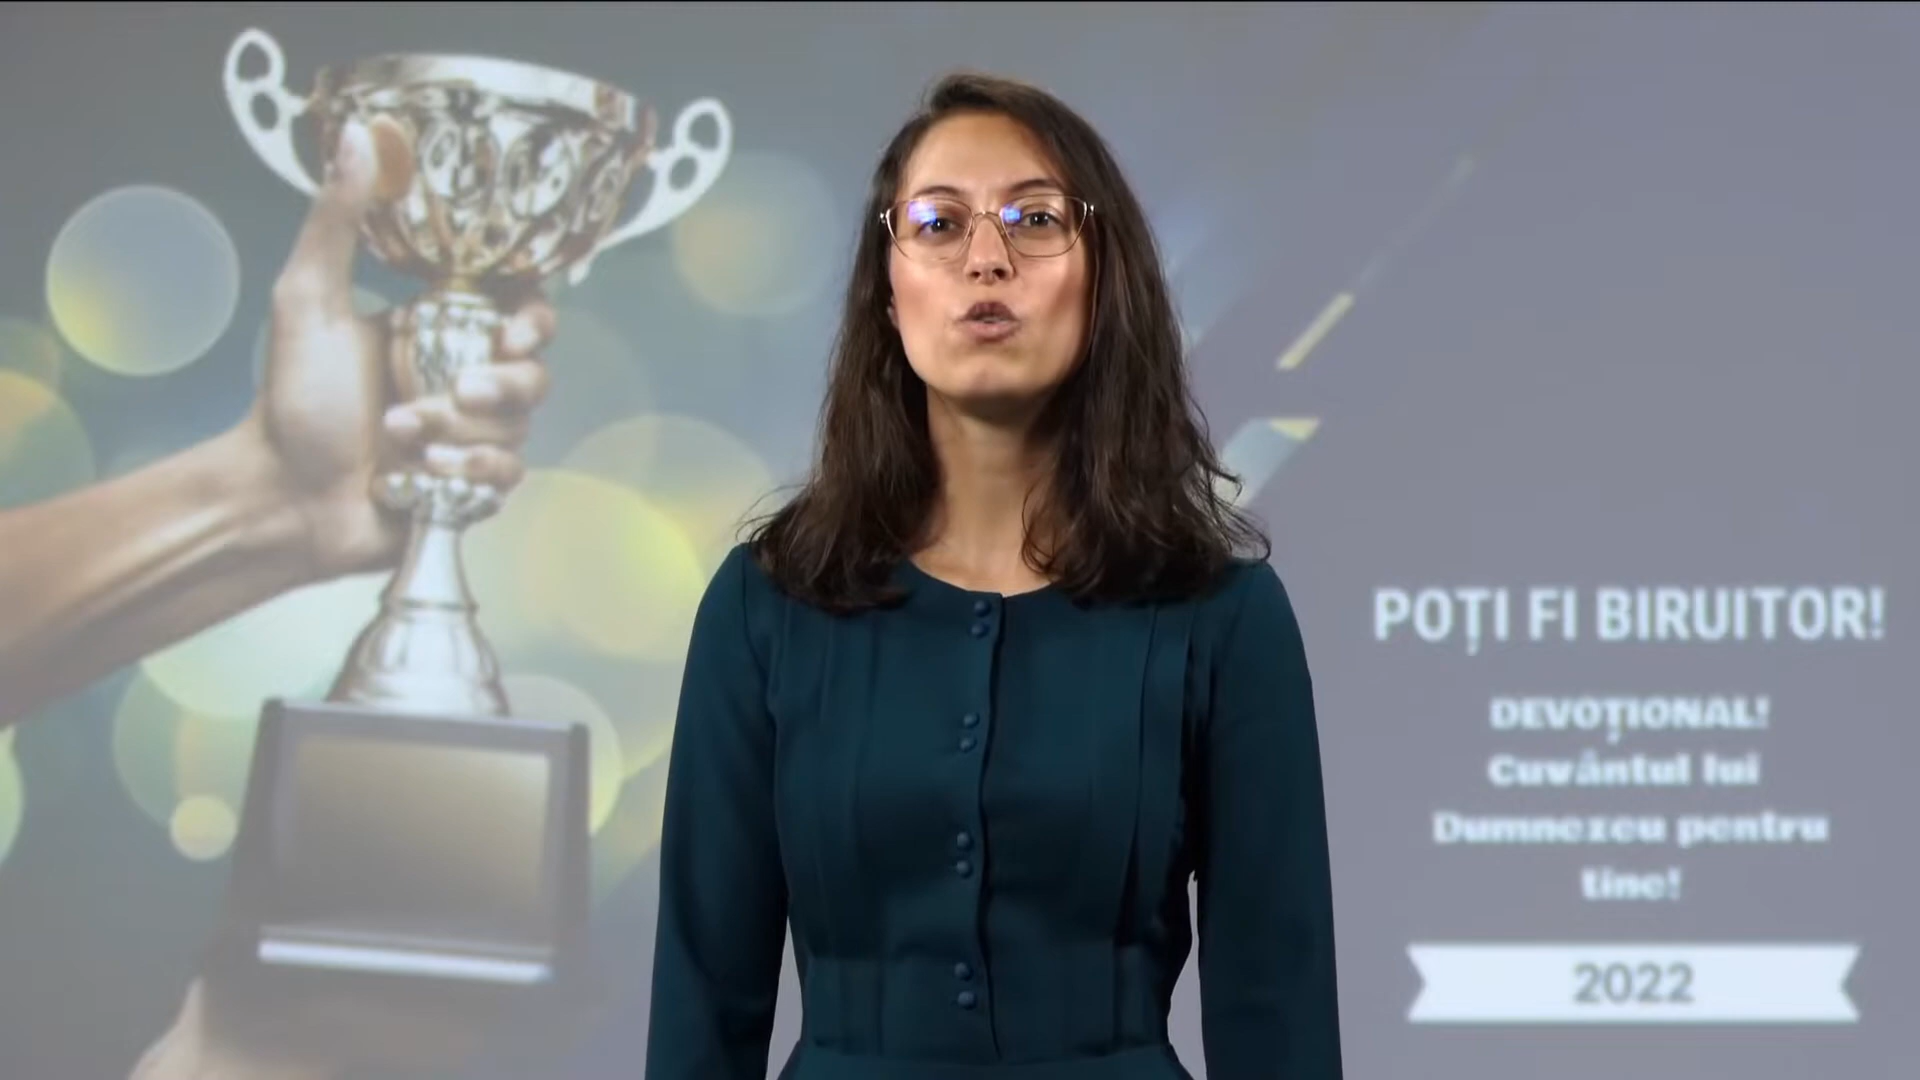 POȚI FI BIRUITOR!
DEVOȚIONAL!
Cuvântul lui
Dumnezeu pentru
tine!
2022